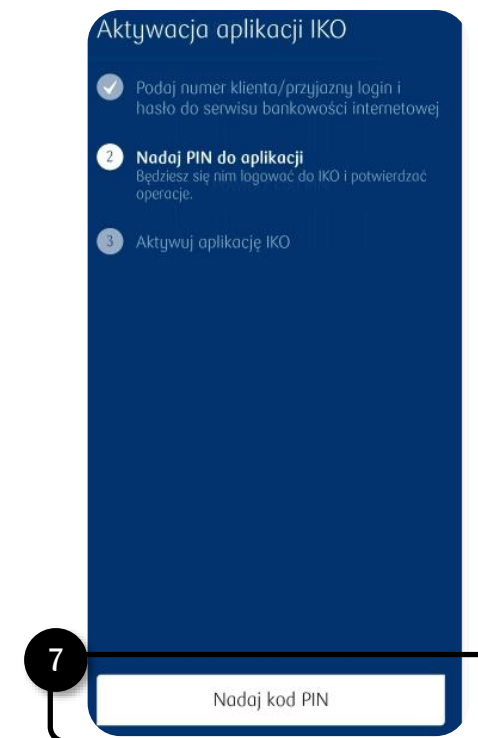 Aktywacja aplikacji IKO
Podaj numer klienta/przyjazny login i
hasło do serwisu bankowości internetowej
2 Nadaj PIN do aplikacji
Będziesz się nim logować do IKO i potwierdzać
operacje.
3 Aktywuj aplikację IKO
7
Nadaj kod PIN